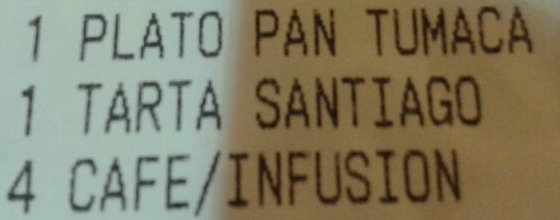 1 PLATO PAN TUMACA
1 TARTA SANTIAGO
4 CAFE/INFUSION